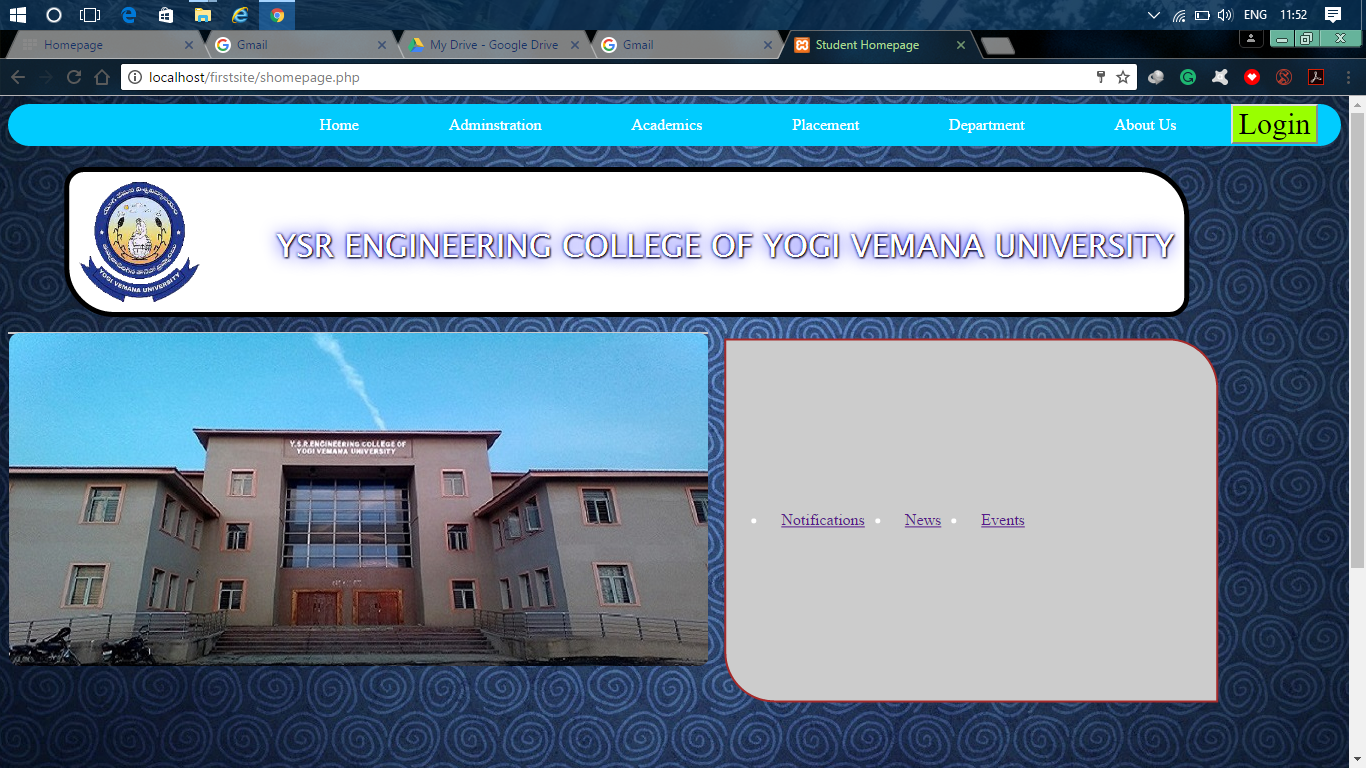 ENG 11:52
Homepage
Gmail
My Drive - Google Drive
Gmail
Student Homepage
localhost/firstsite/shomepage.php
Home Adminstration Academics Placement Department About Us Login
YOGI VEMANA UNIVERSITY
YSR ENGINEERING COLLEGE OF YOGI VEMANA UNIVERSITY
Y.S.R.ENGINEERING COLLEGE OF
YOGI VEMANA UNIVERSITY
Notifications News Events